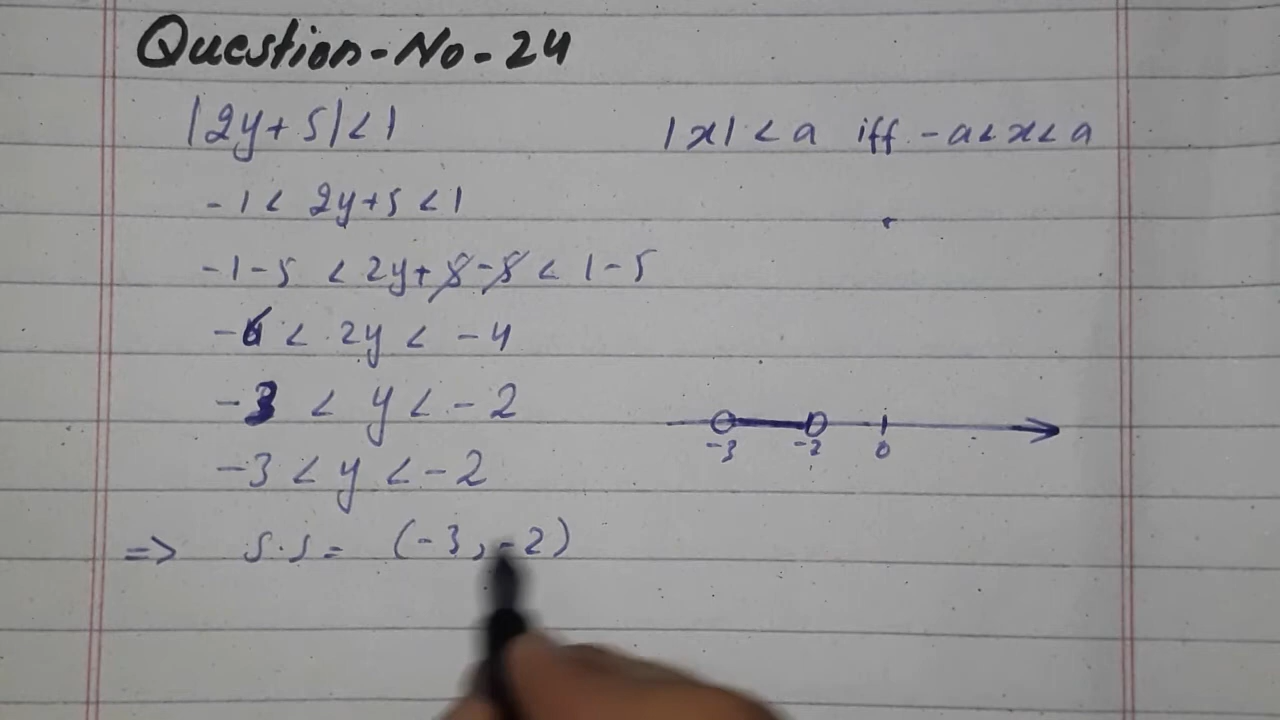 Question-No-24
|2y+5|<1
|x|<a iff -a<x<a
-1< 2y+5 <1
-1-5 < 2y+5-5 < 1-5
-6 < 2y < -4
-3 < y < -2
-3 -2 0
-3 < y < -2
=> S.S = (-3, -2)